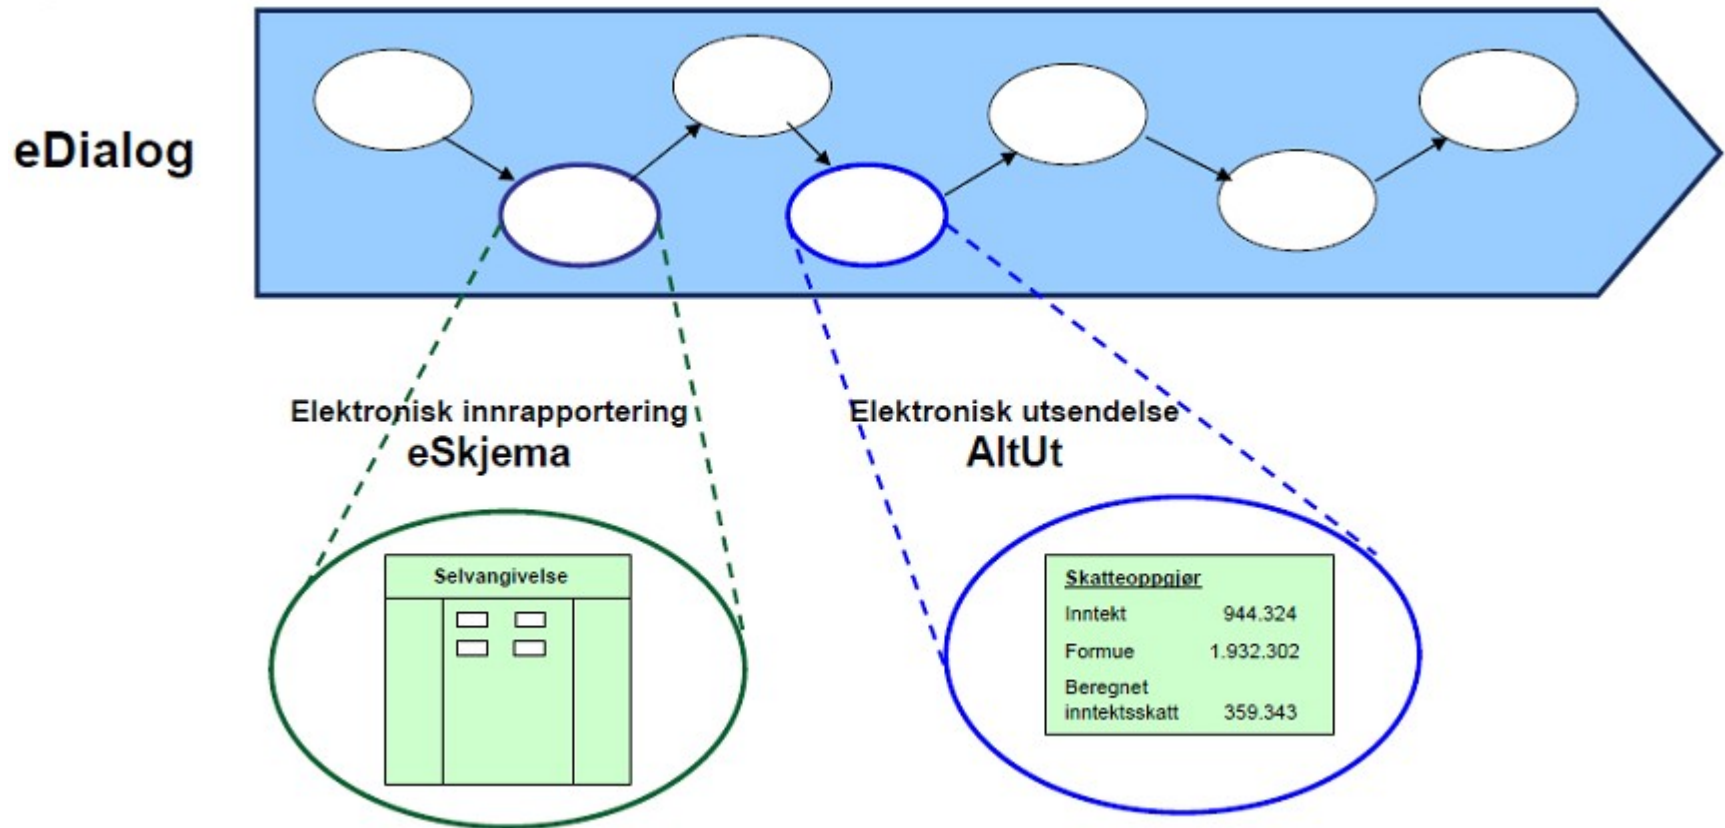 eDialog
Elektronisk innrapportering
eSkjema
Elektronisk utsendelse
AltUt
Selvangivelse
Skatteoppgjør
Inntekt 944.324
Formue 1.932.302
Beregnet
inntektsskatt 359.343